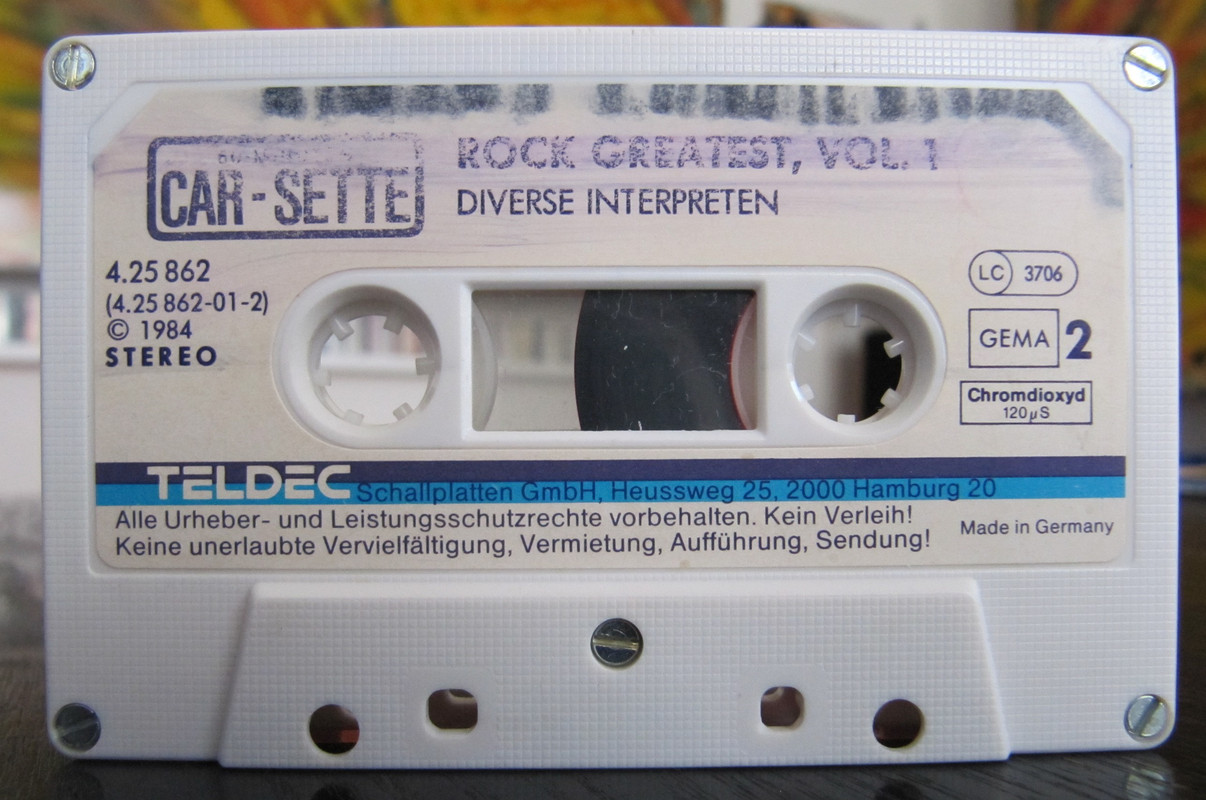 ROCK GREATEST, VOL. 1
CAR-SETTE
DIVERSE INTERPRETEN
4.25 862
(4.25 862-01-2)
© 1984
STEREO
LC 3706
GEMA 2
Chromdioxyd
120 µS
TELDEC Schallplatten GmbH, Heussweg 25, 2000 Hamburg 20
Alle Urheber- und Leistungsschutzrechte vorbehalten. Kein Verleih!
Keine unerlaubte Vervielfältigung, Vermietung, Aufführung, Sendung!
Made in Germany